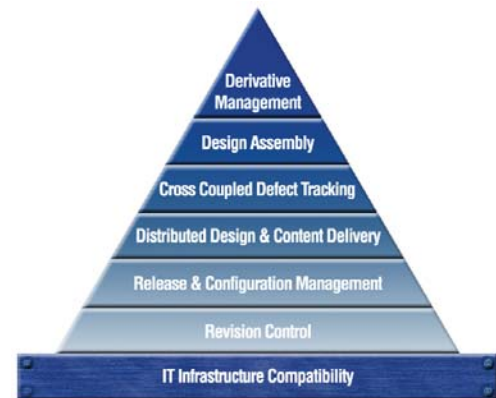 Derivative
Management
Design Assembly
Cross Coupled Defect Tracking
Distributed Design & Content Delivery
Release & Configuration Management
Revision Control
IT Infrastructure Compatibility